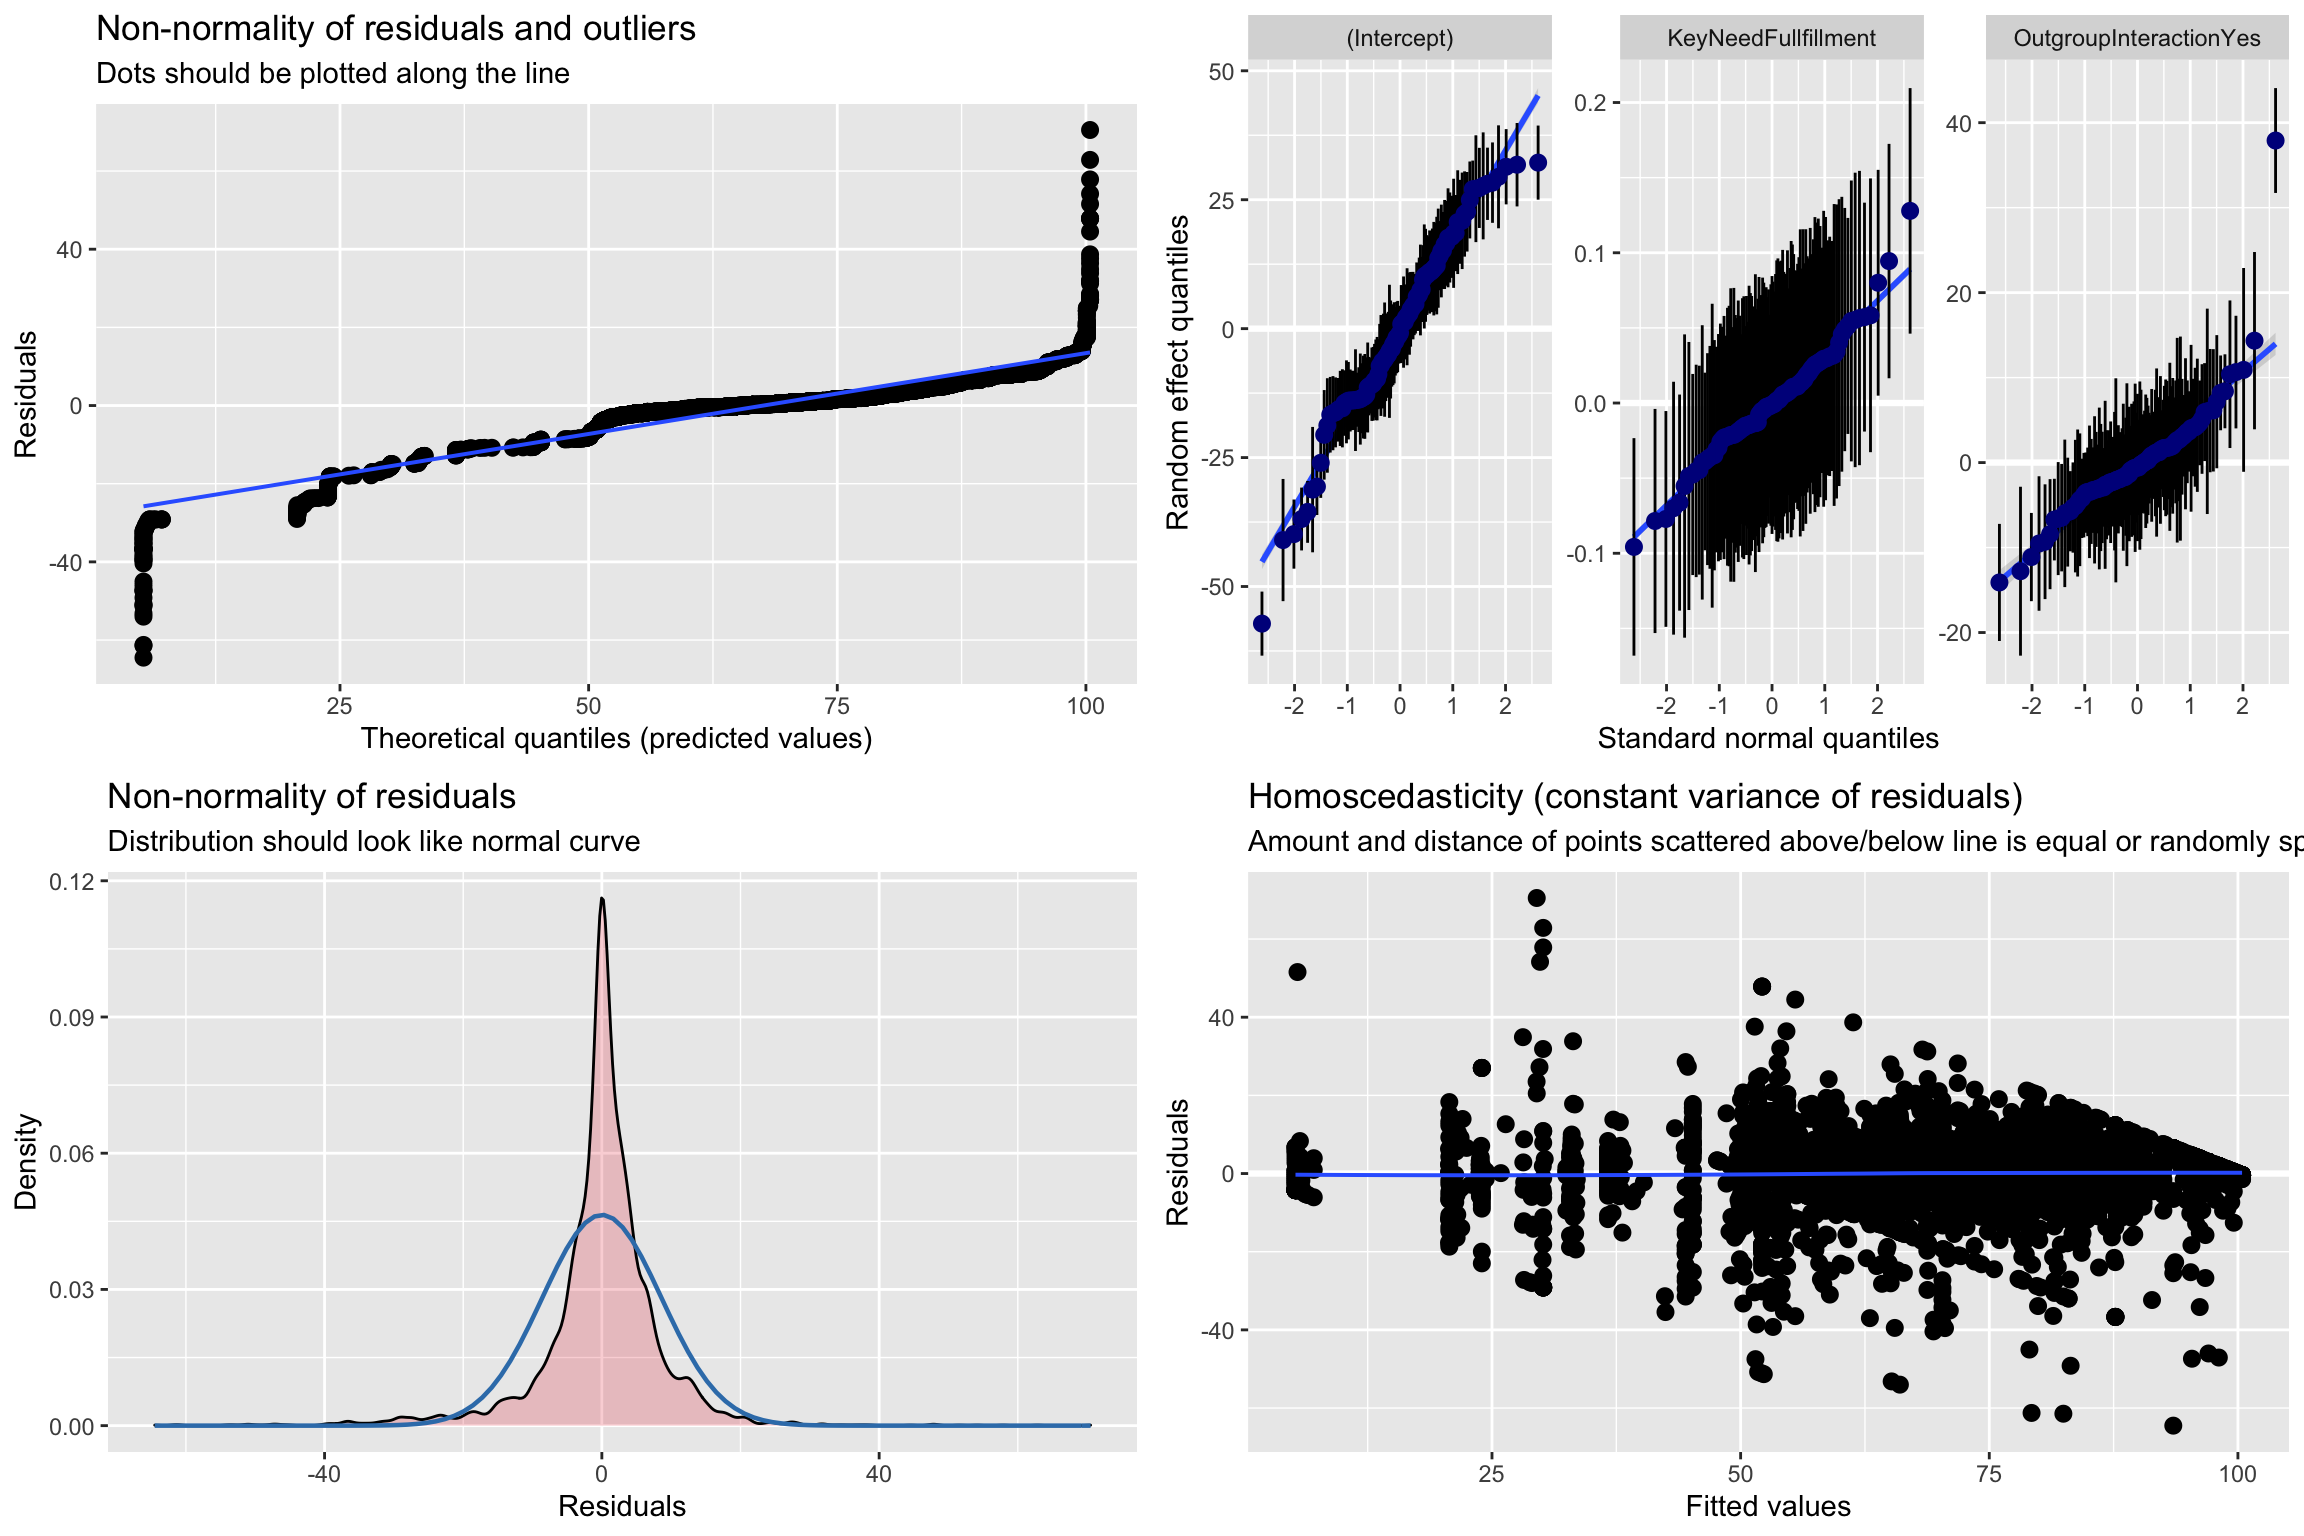 Non-normality of residuals and outliers
Dots should be plotted along the line
Residuals
40
0
-40
25
50
75
100
Theoretical quantiles (predicted values)
(Intercept)
KeyNeedFullfillment
OutgroupInteractionYes
Random effect quantiles
50
25
0
-25
-50
0.2
0.1
0.0
-0.1
40
20
0
-20
-2 -1 0 1 2
-2 -1 0 1 2
-2 -1 0 1 2
Standard normal quantiles
Non-normality of residuals
Distribution should look like normal curve
Density
0.12
0.09
0.06
0.03
0.00
-40
0
40
Residuals
Homoscedasticity (constant variance of residuals)
Amount and distance of points scattered above/below line is equal or randomly sp
Residuals
40
0
-40
25
50
75
100
Fitted values